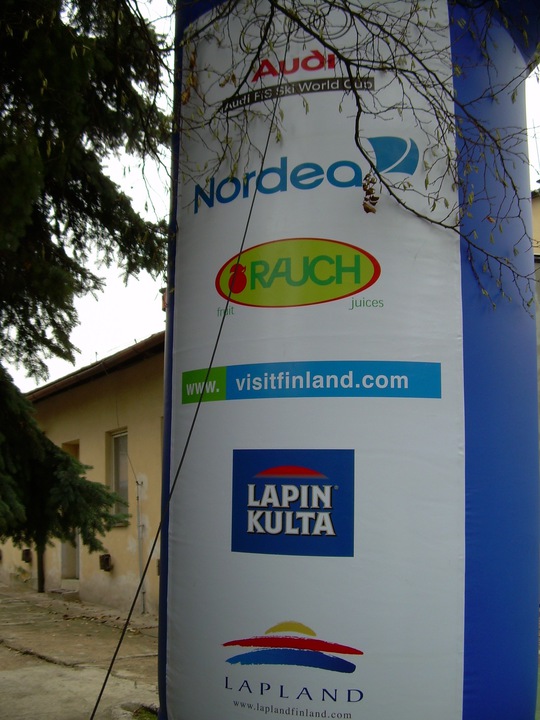 Audi
Audi FIS Ski World Cup
Nordea
RAUCH
fruit juices
www. visitfinland.com
LAPIN
KULTA
LAPLAND
www.laplandfinland.com